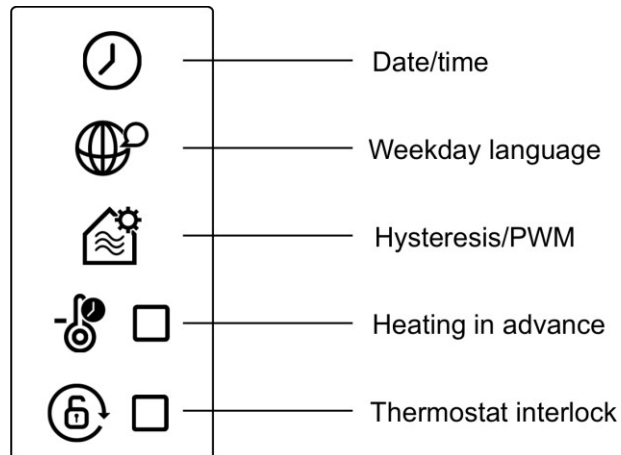 Date/time
Weekday language
Hysteresis/PWM
Heating in advance
Thermostat interlock